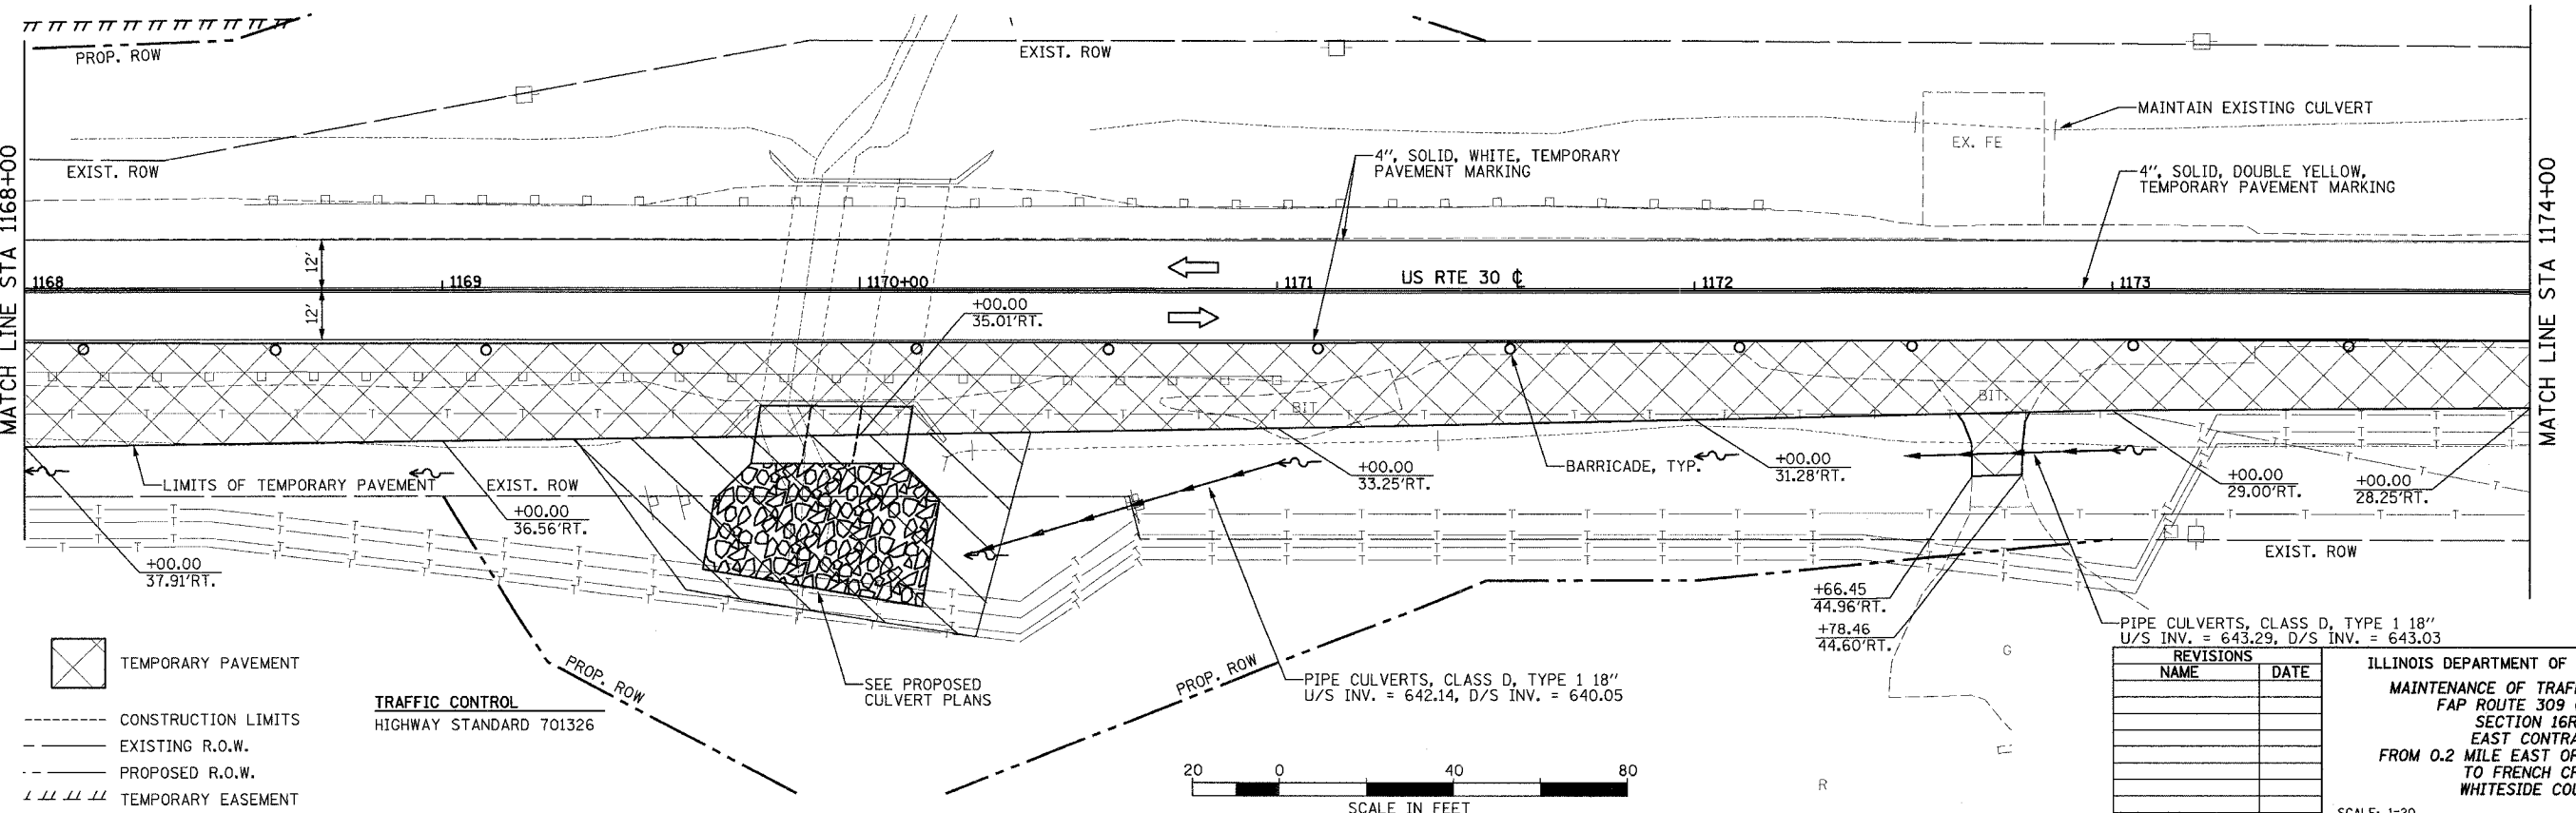 PROP. ROW
EXIST. ROW
EXIST. ROW
MAINTAIN EXISTING CULVERT
EX. FE
4", SOLID, WHITE, TEMPORARY
PAVEMENT MARKING
4", SOLID, DOUBLE YELLOW,
TEMPORARY PAVEMENT MARKING
MATCH LINE STA 1168+00
MATCH LINE STA 1174+00
12'
12'
1168
1169
1170+00
1171
US RTE 30 ℄
1172
1173
+00.00
35.01'RT.
BIT.
BIT.
LIMITS OF TEMPORARY PAVEMENT
EXIST. ROW
+00.00
36.56'RT.
+00.00
37.91'RT.
+00.00
33.25'RT.
BARRICADE, TYP.
+00.00
31.28'RT.
+00.00
29.00'RT.
+00.00
28.25'RT.
EXIST. ROW
+66.45
44.96'RT.
+78.46
44.60'RT.
PIPE CULVERTS, CLASS D, TYPE 1 18"
U/S INV. = 643.29, D/S INV. = 643.03
PROP. ROW
PROP. ROW
SEE PROPOSED
CULVERT PLANS
PIPE CULVERTS, CLASS D, TYPE 1 18"
U/S INV. = 642.14, D/S INV. = 640.05
G
R
TEMPORARY PAVEMENT
CONSTRUCTION LIMITS
EXISTING R.O.W.
PROPOSED R.O.W.
TEMPORARY EASEMENT
TRAFFIC CONTROL
HIGHWAY STANDARD 701326
20 0 40 80
SCALE IN FEET
REVISIONS
NAME DATE
ILLINOIS DEPARTMENT OF
MAINTENANCE OF
FAP ROUTE 309
SECTION
EAST
FROM 0.2 MILE EAST
TO FRENCH
WHITESIDE
SCALE: 1=20